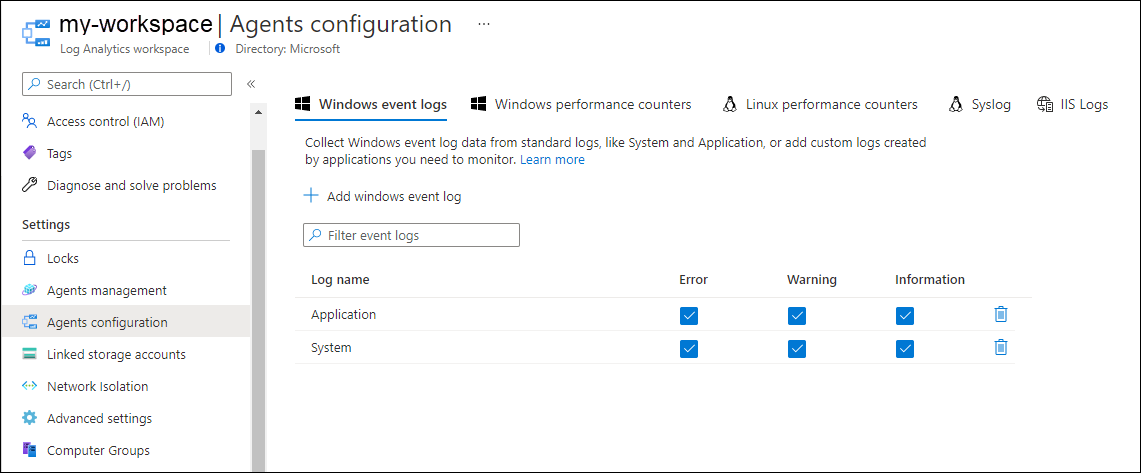 my-workspace | Agents configuration ...
Log Analytics workspace | Directory: Microsoft
Search (Ctrl+/) «
Access control (IAM)
Tags
Diagnose and solve problems
Settings
Locks
Agents management
Agents configuration
Linked storage accounts
Network Isolation
Advanced settings
Computer Groups
Windows event logs Windows performance counters Linux performance counters Syslog IIS Logs
Collect Windows event log data from standard logs, like System and Application, or add custom logs created
by applications you need to monitor. Learn more
+ Add windows event log
Filter event logs
Log name Error Warning Information
Application
System